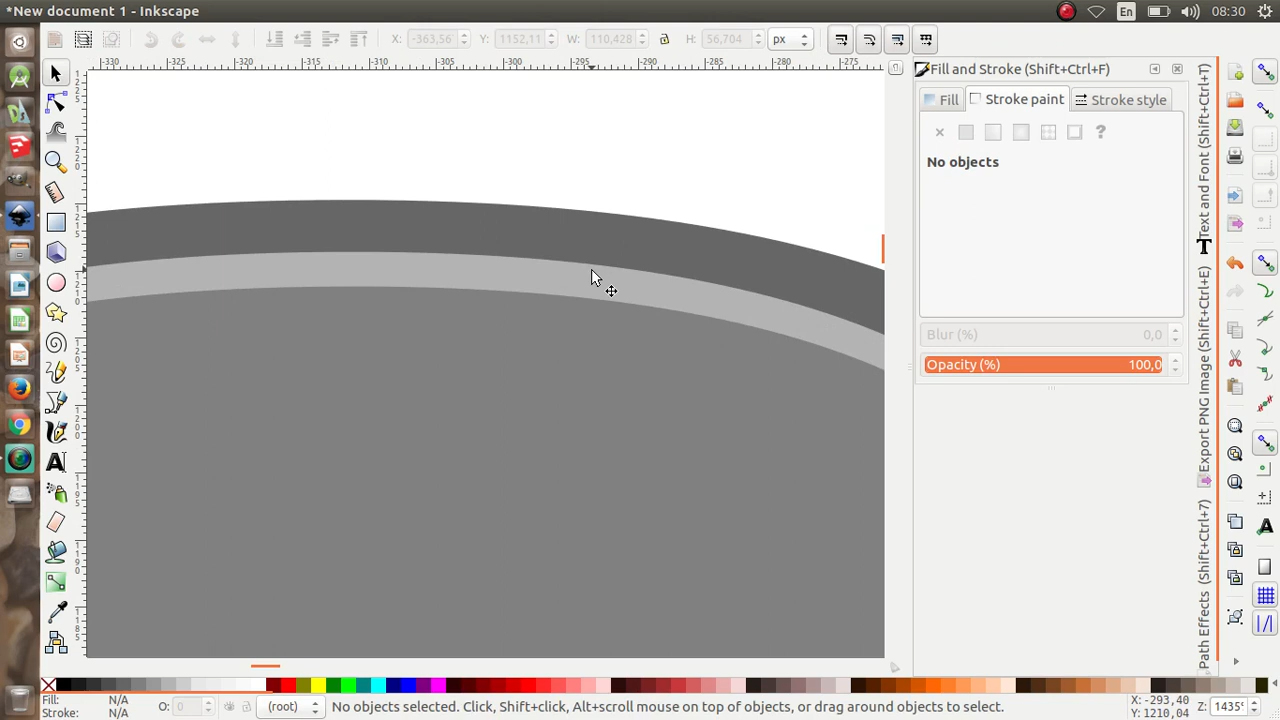 *New document 1 - Inkscape
En
08:30
X: -363,56 Y: 1152,11 W: 110,428 H: 56,704 px
-330 -325 -320 -315 -310 -305 -300 -295 -290 -285 -280 -275
Fill and Stroke (Shift+Ctrl+F)
Fill Stroke paint Stroke style
?
No objects
Blur (%) 0,0
Opacity (%) 100,0
Text and Font (Shift+Ctrl+T)
Export PNG Image (Shift+Ctrl+E)
Path Effects (Shift+Ctrl+7)
Fill: N/A
Stroke: N/A
O: 0
(root)
No objects selected. Click, Shift+click, Alt+scroll mouse on top of objects, or drag around objects to select.
X: -293,40
Y: 1210,04
Z: 1435%